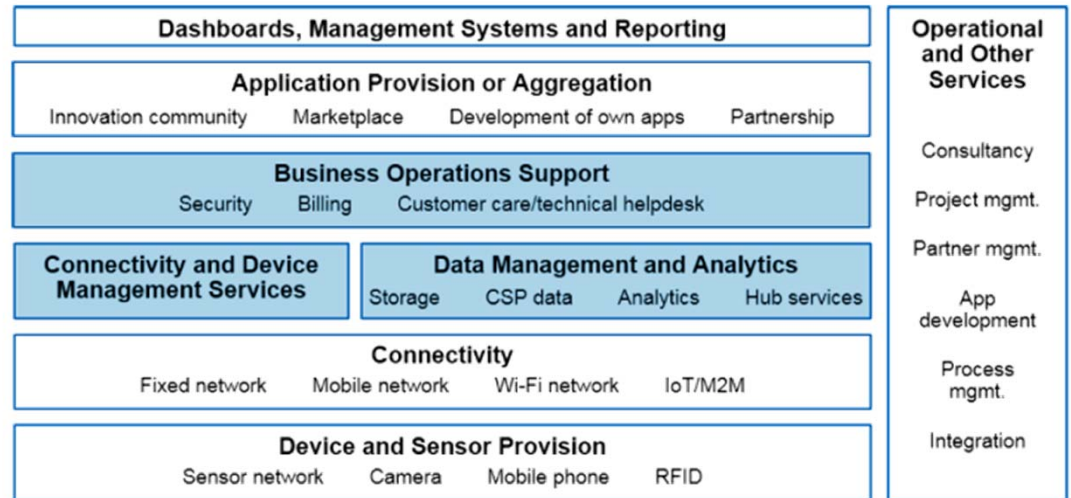 Dashboards, Management Systems and Reporting
Application Provision or Aggregation
Innovation community Marketplace Development of own apps Partnership
Business Operations Support
Security Billing Customer care/technical helpdesk
Connectivity and Device
Management Services
Data Management and Analytics
Storage CSP data Analytics Hub services
Connectivity
Fixed network Mobile network Wi-Fi network IoT/M2M
Device and Sensor Provision
Sensor network Camera Mobile phone RFID
Operational
and Other
Services
Consultancy
Project mgmt.
Partner mgmt.
App
development
Process
mgmt.
Integration